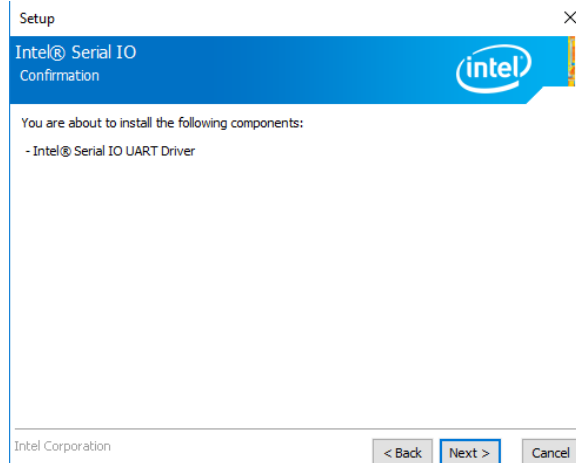 Setup
Intel® Serial IO
Confirmation
intel
You are about to install the following components:
- Intel® Serial IO UART Driver
Intel Corporation
< Back
Next >
Cancel